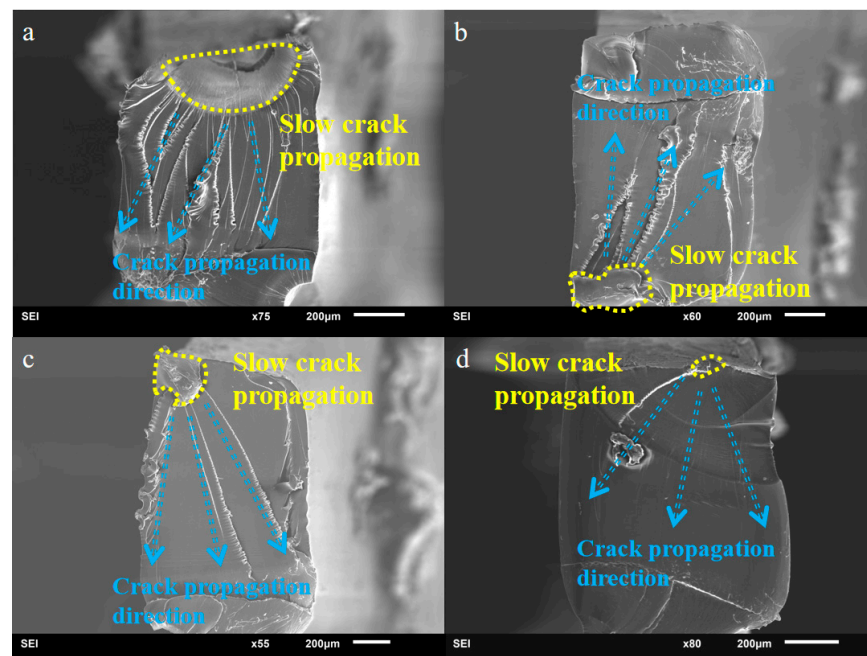 a
Slow crack
propagation
Crack propagation
direction
SEI x75 200μm
b
Crack propagation
direction
Slow crack
propagation
SEI x60 200μm
c
Slow crack
propagation
Crack propagation
direction
SEI x55 200μm
d
Slow crack
propagation
Crack propagation
direction
SEI x80 200μm